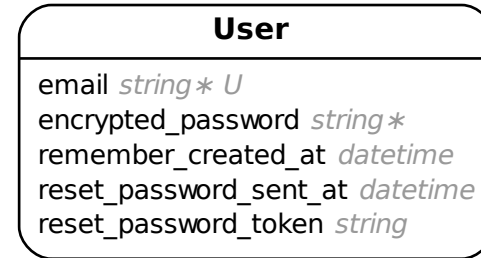 User
email string∗ U
encrypted_password string∗
remember_created_at datetime
reset_password_sent_at datetime
reset_password_token string